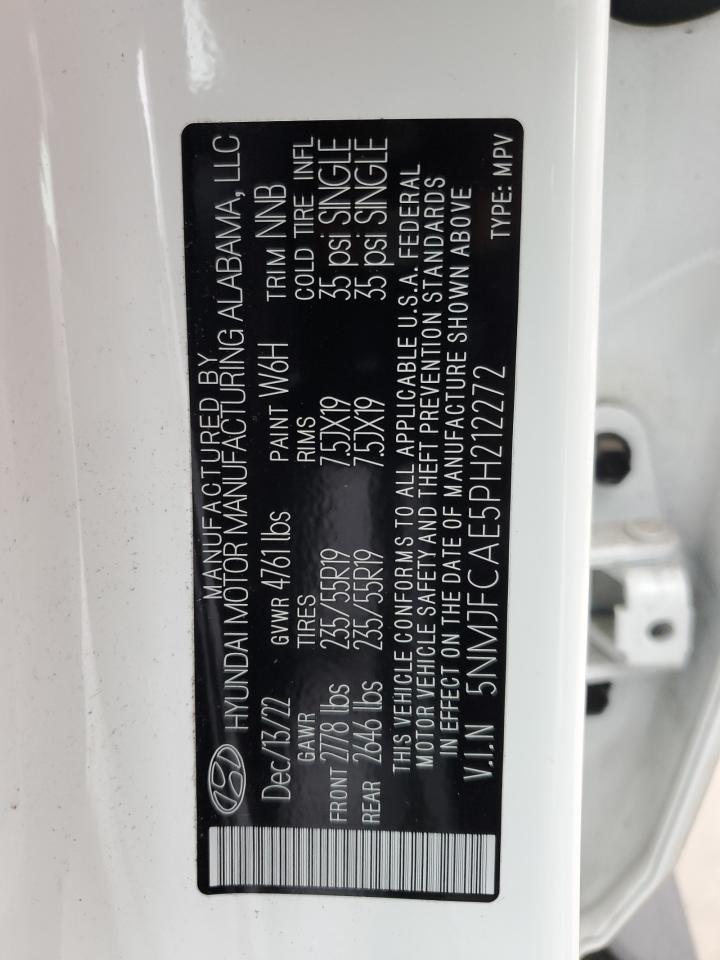 MANUFACTURED BY
HYUNDAI MOTOR MANUFACTURING ALABAMA, LLC
Dec/13/22 GVWR 4761 lbs PAINT W6H TRIM NNB
GAWR TIRES RIMS COLD TIRE INFL
FRONT 2778 lbs 235/55R19 7.5JX19 35 psi SINGLE
REAR 2646 lbs 235/55R19 7.5JX19 35 psi SINGLE
THIS VEHICLE CONFORMS TO ALL APPLICABLE U.S.A. FEDERAL
MOTOR VEHICLE SAFETY AND THEFT PREVENTION STANDARDS
IN EFFECT ON THE DATE OF MANUFACTURE SHOWN ABOVE
V.I.N 5NMJFCAE5PH212272 TYPE: MPV